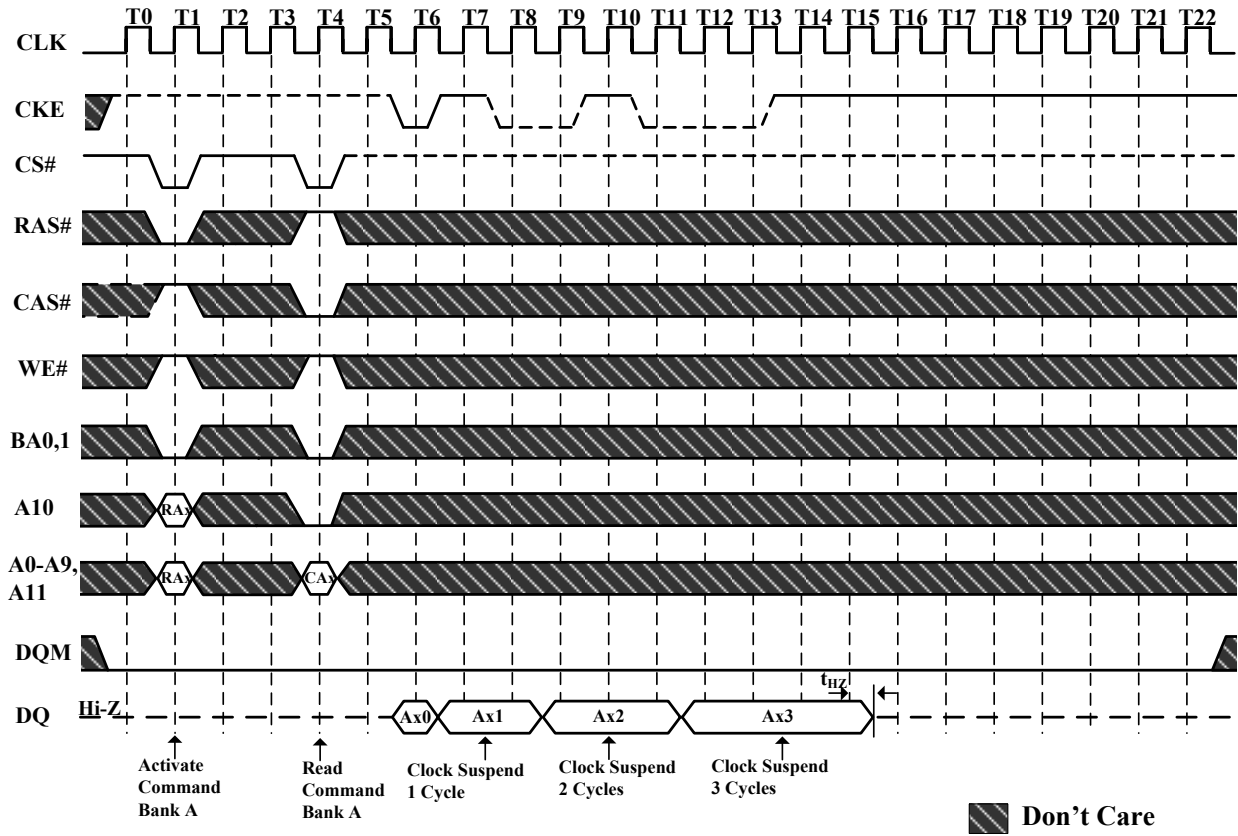 T0 T1 T2 T3 T4 T5 T6 T7 T8 T9 T10 T11 T12 T13 T14 T15 T16 T17 T18 T19 T20 T21 T22
CLK
CKE
CS#
RAS#
CAS#
WE#
BA0,1
A10
RAx
A0-A9,
A11
RAx CAx
DQM
tHZ
DQ
Hi-Z
Ax0 Ax1 Ax2 Ax3
Activate
Command
Bank A
Read
Command
Bank A
Clock Suspend
1 Cycle
Clock Suspend
2 Cycles
Clock Suspend
3 Cycles
Don't Care